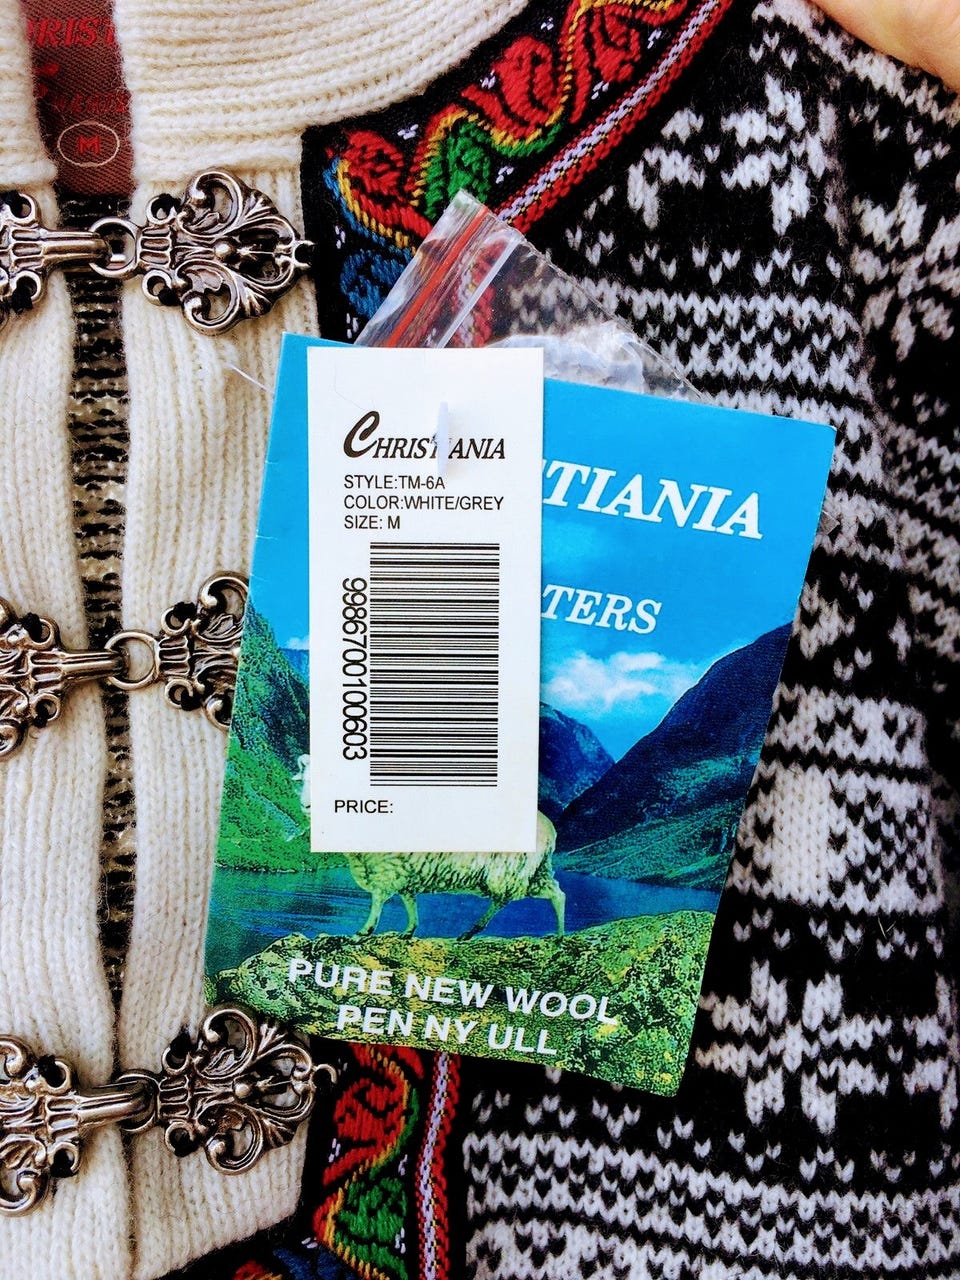 M
CHRISTIANIA
STYLE:TM-6A
COLOR:WHITE/GREY
SIZE: M
9986700100603
PRICE:
TIANIA
TERS
PURE NEW WOOL
PEN NY ULL